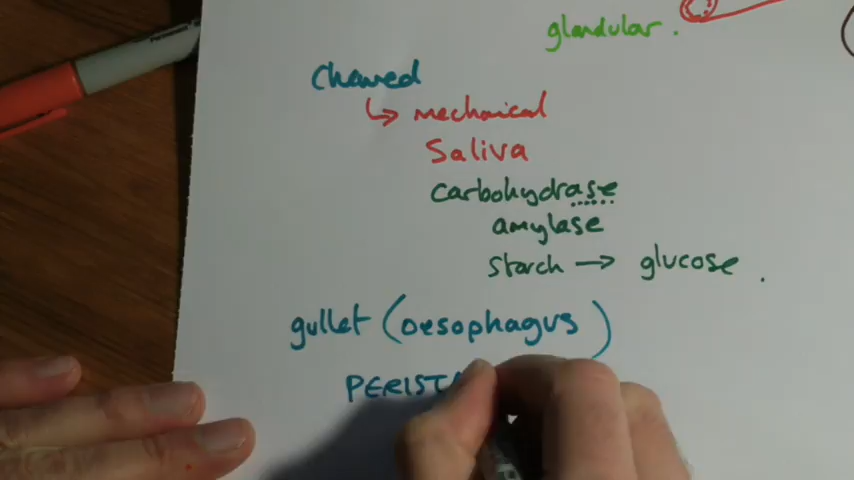 glandular.
Chewed
↳ mechanical
Saliva
carbohydrase
amylase
starch → glucose.
gullet (oesophagus)
PERISTA